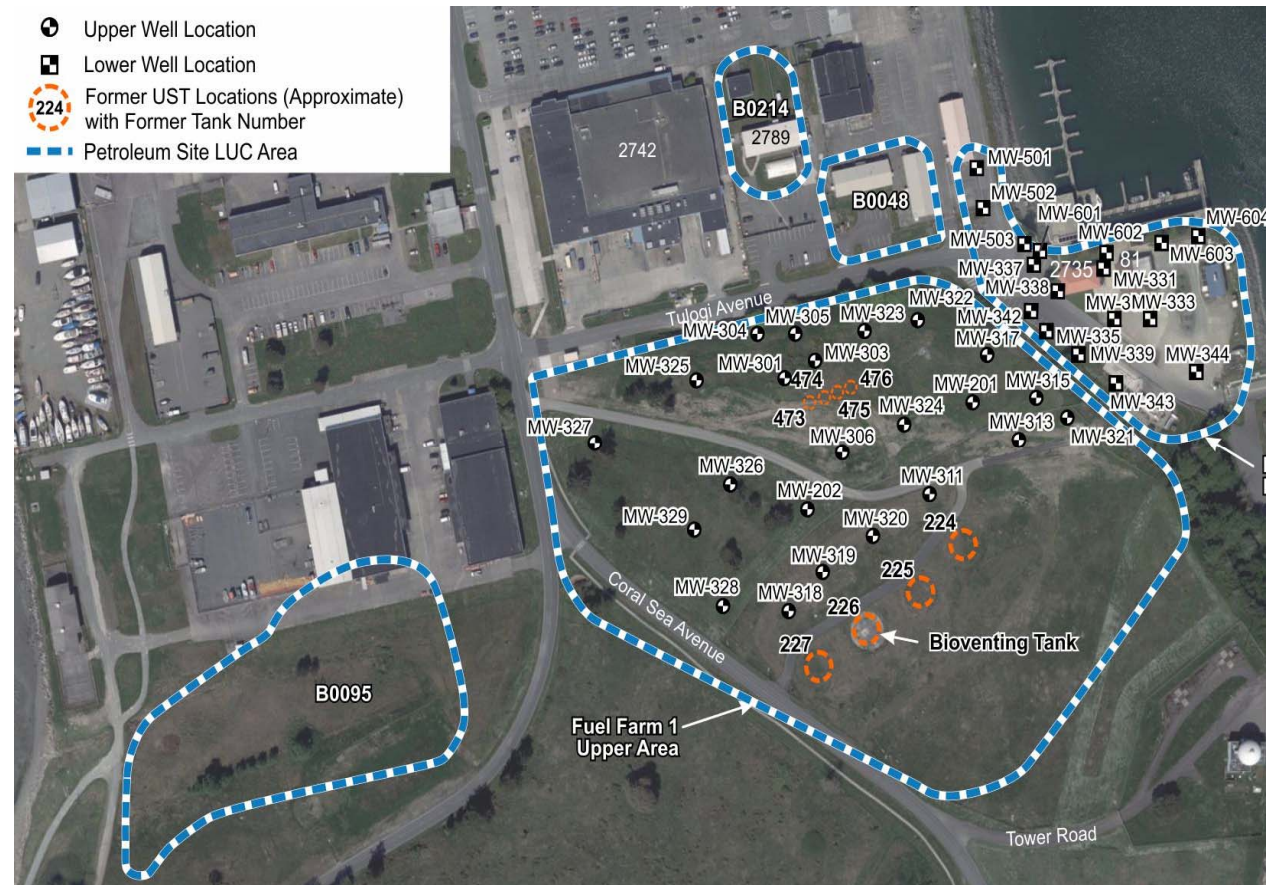 Upper Well Location
Lower Well Location
224
Former UST Locations (Approximate)
with Former Tank Number
Petroleum Site LUC Area
B0214
2789
2742
B0048
MW-501
MW-502
MW-601
MW-604
MW-503
MW-602
MW-603
MW-337
2735
81
MW-331
MW-338
MW-322
MW-333
Tulogi Avenue
MW-323
MW-342
MW-304
MW-305
MW-317
MW-335
MW-303
MW-339
MW-344
MW-325
MW-301
474
476
MW-201
MW-315
MW-343
473
475
MW-324
MW-313
MW-321
MW-327
MW-306
MW-326
MW-311
MW-202
MW-329
MW-320
224
MW-319
225
Coral Sea Avenue
MW-328
MW-318
226
227
Bioventing Tank
B0095
Fuel Farm 1
Upper Area
Tower Road